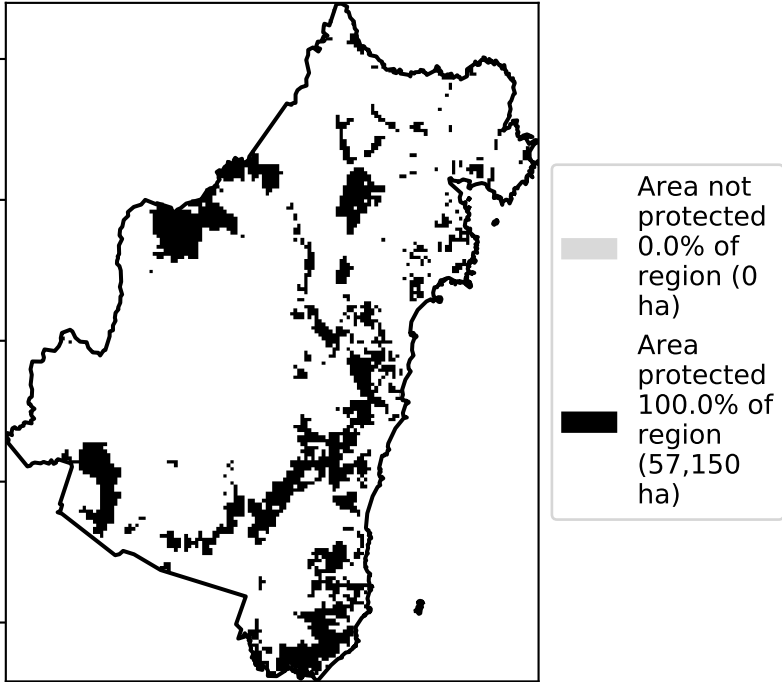 Area not
protected
0.0% of
region (0
ha)
Area
protected
100.0% of
region
(57,150
ha)